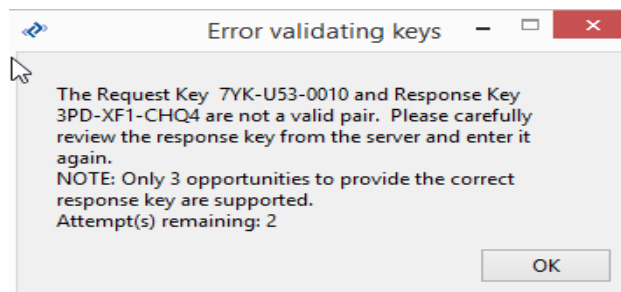 Error validating keys
The Request Key 7YK-U53-0010 and Response Key
3PD-XF1-CHQ4 are not a valid pair. Please carefully
review the response key from the server and enter it
again.
NOTE: Only 3 opportunities to provide the correct
response key are supported.
Attempt(s) remaining: 2
OK